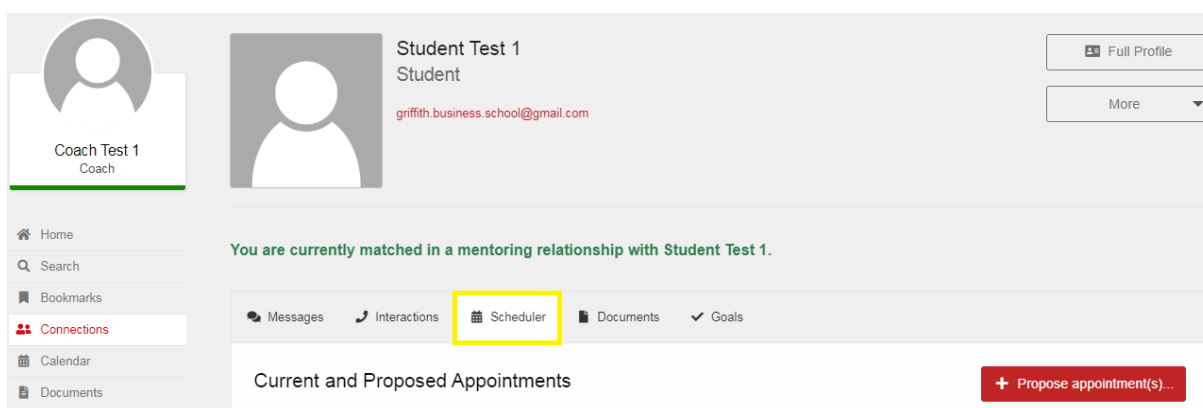 Coach Test 1
Coach
Home
Search
Bookmarks
Connections
Calendar
Documents
Student Test 1
Student
griffith.business.school@gmail.com
Full Profile
More
You are currently matched in a mentoring relationship with Student Test 1.
Messages Interactions Scheduler Documents Goals
Current and Proposed Appointments
+ Propose appointment(s)...